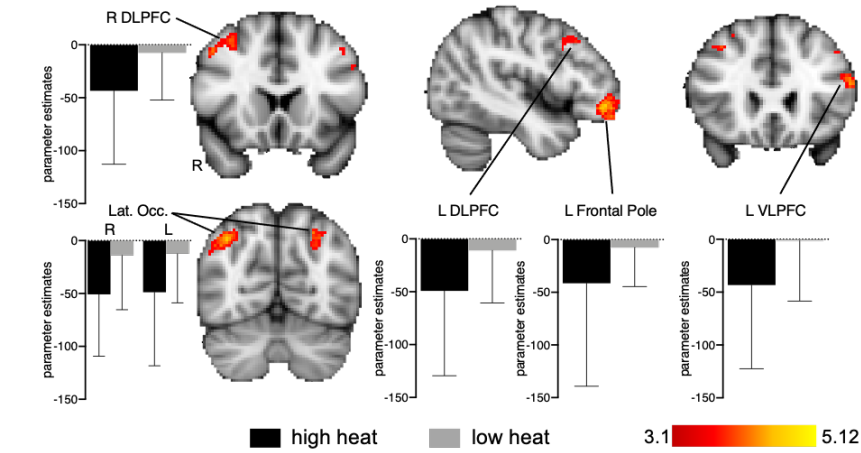 R DLPFC
0
-50
-100
-150
parameter estimates
R
Lat. Occ.
R L
0
-50
-100
-150
parameter estimates
L DLPFC
0
-50
-100
-150
parameter estimates
L Frontal Pole
0
-50
-100
-150
parameter estimates
L VLPFC
0
-50
-100
-150
parameter estimates
high heat low heat
3.1 5.12